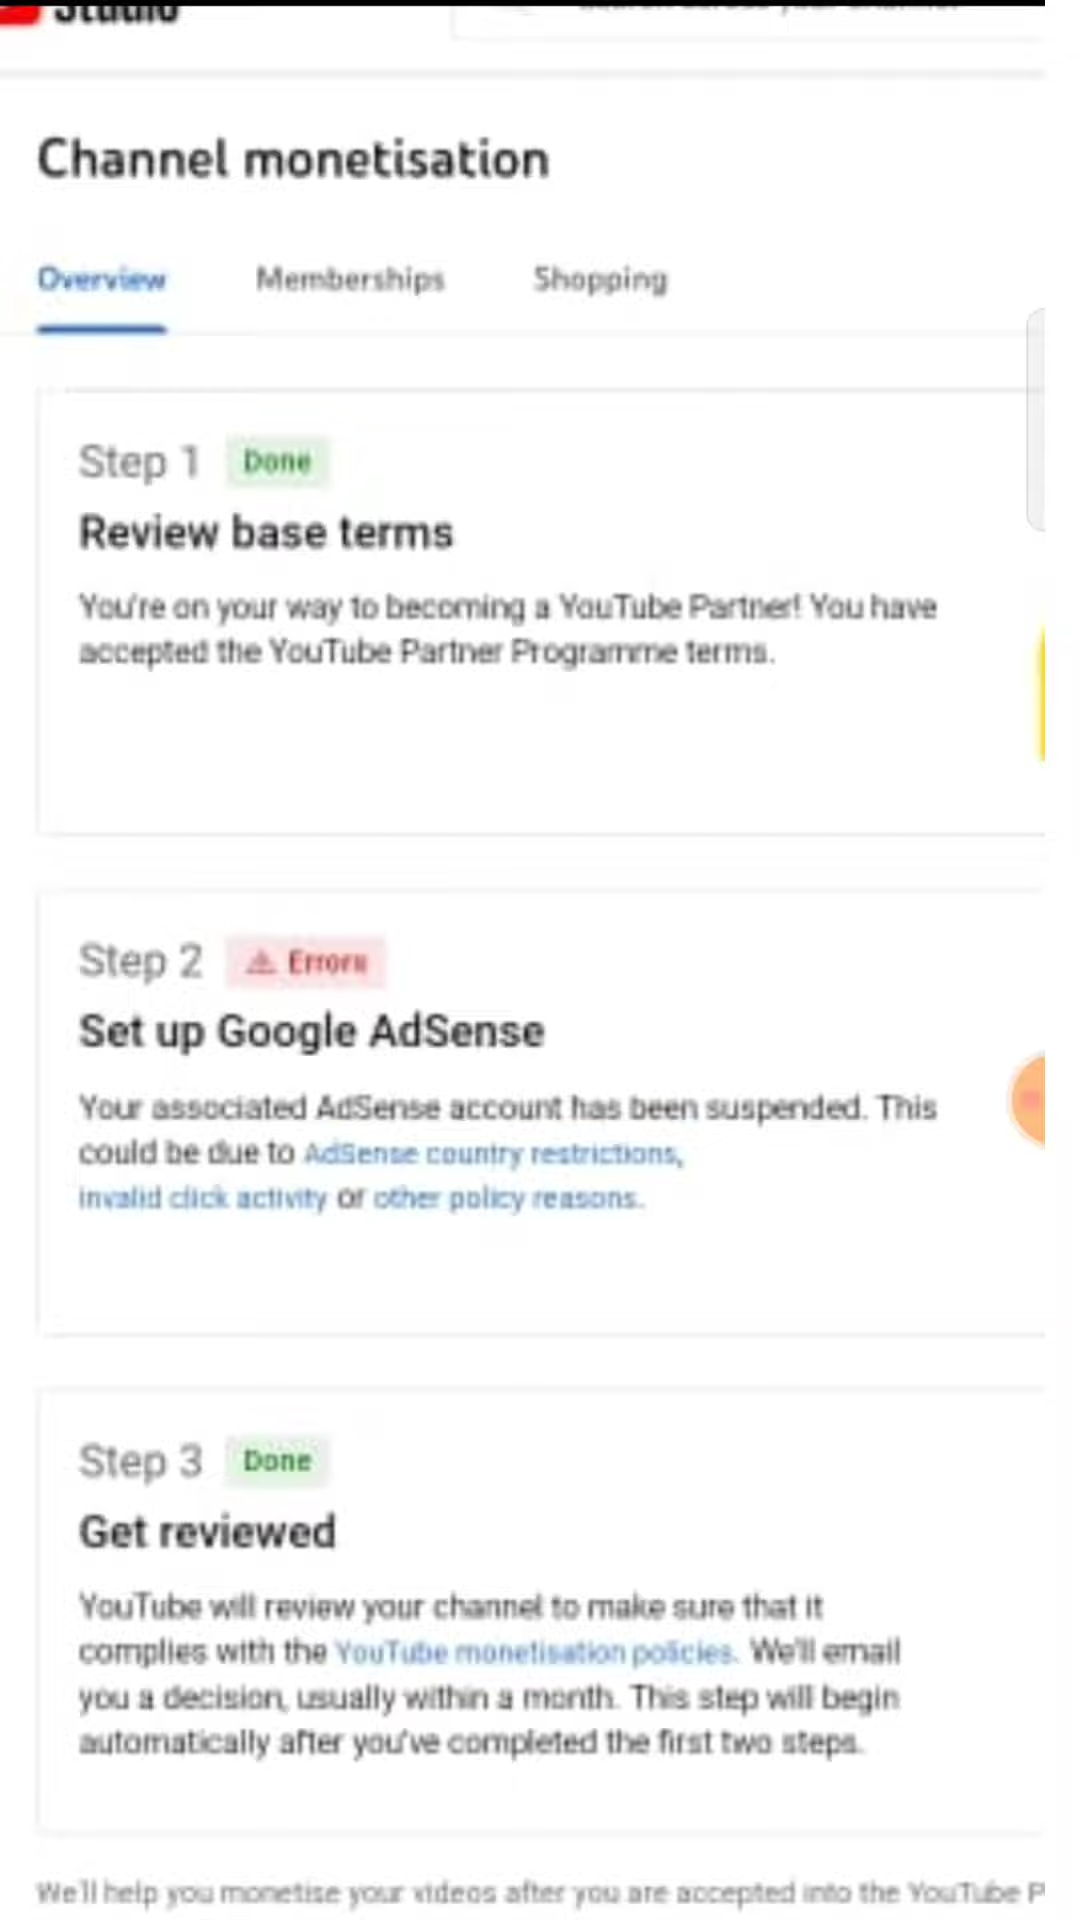 Studio
Channel monetisation
Overview Memberships Shopping
Step 1 Done
Review base terms
You're on your way to becoming a YouTube Partner! You have
accepted the YouTube Partner Programme terms.
Step 2 Errors
Set up Google AdSense
Your associated AdSense account has been suspended. This
could be due to AdSense country restrictions,
invalid click activity or other policy reasons.
Step 3 Done
Get reviewed
YouTube will review your channel to make sure that it
complies with the YouTube monetisation policies. We'll email
you a decision, usually within a month. This step will begin
automatically after you've completed the first two steps.
We'll help you monetise your videos after you are accepted into the YouTube P